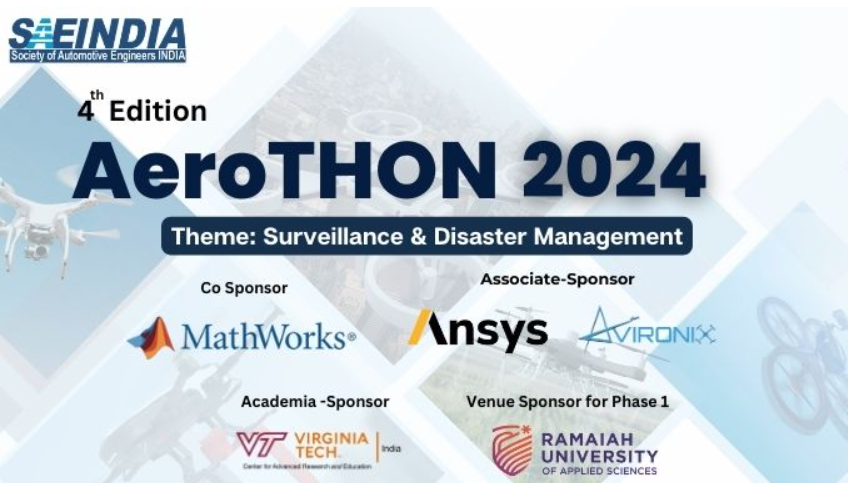 SAEINDIA
Society of Automotive Engineers INDIA
4th Edition
AeroTHON 2024
Theme: Surveillance & Disaster Management
Co Sponsor
MathWorks®
Associate-Sponsor
Ansys
AVIRONIX
Academia -Sponsor
VT VIRGINIA TECH. India
Center for Advanced Research and Education
Venue Sponsor for Phase 1
RAMAIAH
UNIVERSITY
OF APPLIED SCIENCES